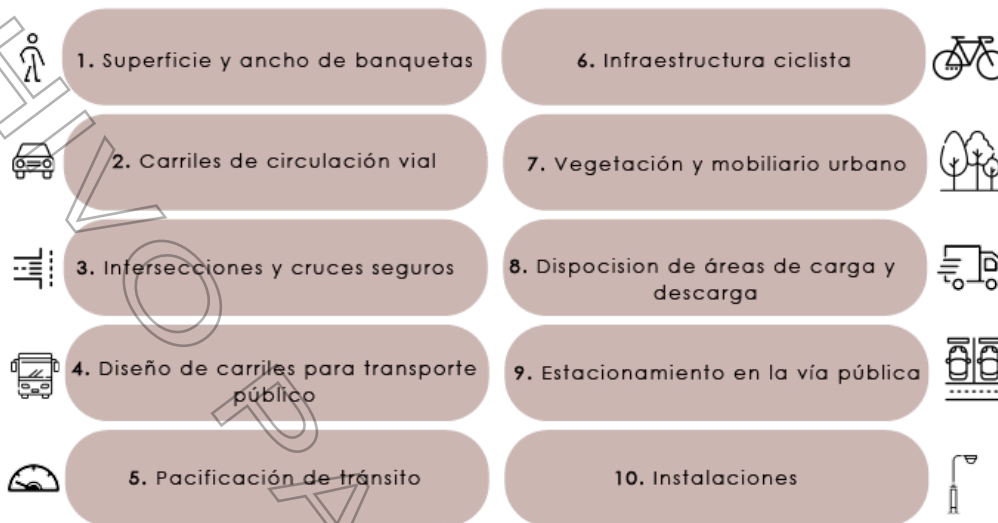 1. Superficie y ancho de banquetas
2. Carriles de circulación vial
3. Intersecciones y cruces seguros
4. Diseño de carriles para transporte
público
5. Pacificación de tránsito
6. Infraestructura ciclista
7. Vegetación y mobiliario urbano
8. Dispocision de áreas de carga y
descarga
9. Estacionamiento en la vía pública
10. Instalaciones